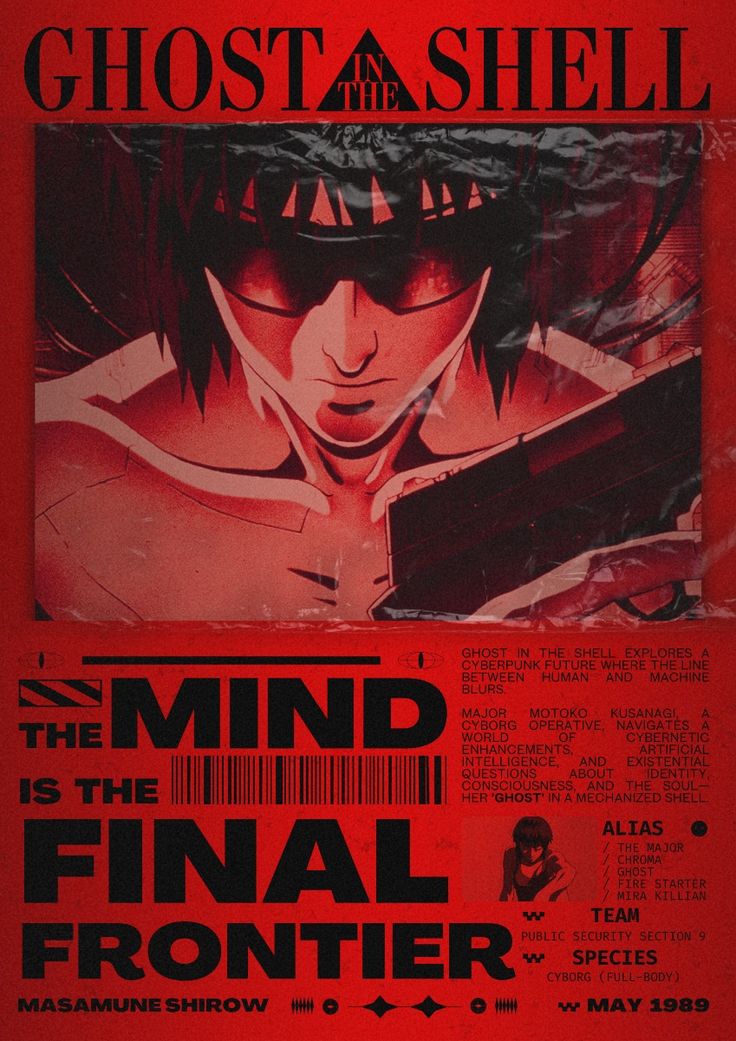 GHOST IN THE SHELL
THE MIND
IS THE
FINAL
FRONTIER
GHOST IN THE SHELL EXPLORES A
CYBERPUNK FUTURE WHERE THE LINE
BETWEEN HUMAN AND MACHINE
BLURS.
MAJOR MOTOKO KUSANAGI, A
CYBORG OPERATIVE, NAVIGATES A
WORLD OF CYBERNETIC
ENHANCEMENTS, ARTIFICIAL
INTELLIGENCE, AND EXISTENTIAL
QUESTIONS ABOUT IDENTITY,
CONSCIOUSNESS, AND THE SOUL—
HER 'GHOST' IN A MECHANIZED SHELL.
ALIAS
/ THE MAJOR
/ CHROMA
/ GHOST
/ FIRE STARTER
/ MIRA KILLIAN
TEAM
PUBLIC SECURITY SECTION 9
SPECIES
CYBORG (FULL-BODY)
MASAMUNE SHIROW
MAY 1989